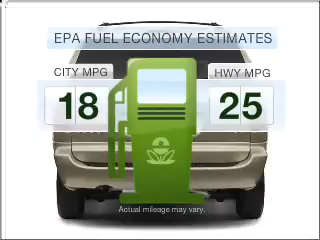 EPA FUEL ECONOMY ESTIMATES
CITY MPG
HWY MPG
18
25
Actual mileage may vary.